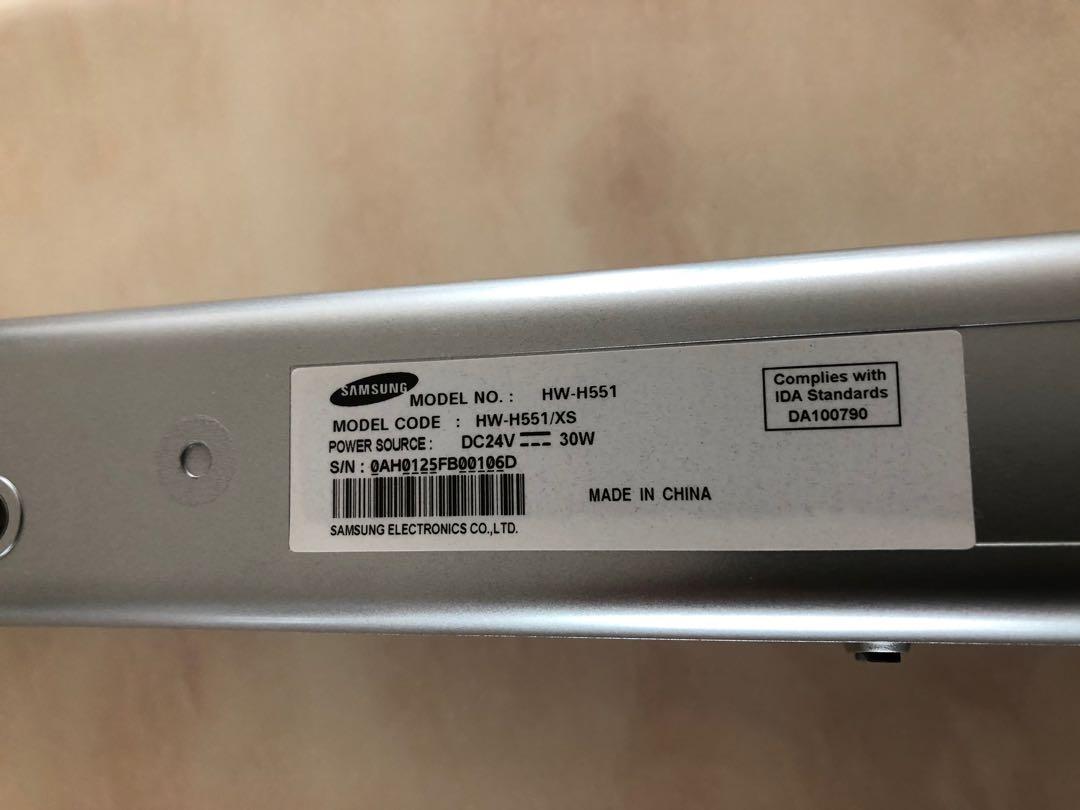 SAMSUNG MODEL NO. : HW-H551
MODEL CODE : HW-H551/XS
POWER SOURCE : DC24V 30W
S/N : 0AH0125FB00106D
SAMSUNG ELECTRONICS CO.,LTD.
MADE IN CHINA
Complies with
IDA Standards
DA100790